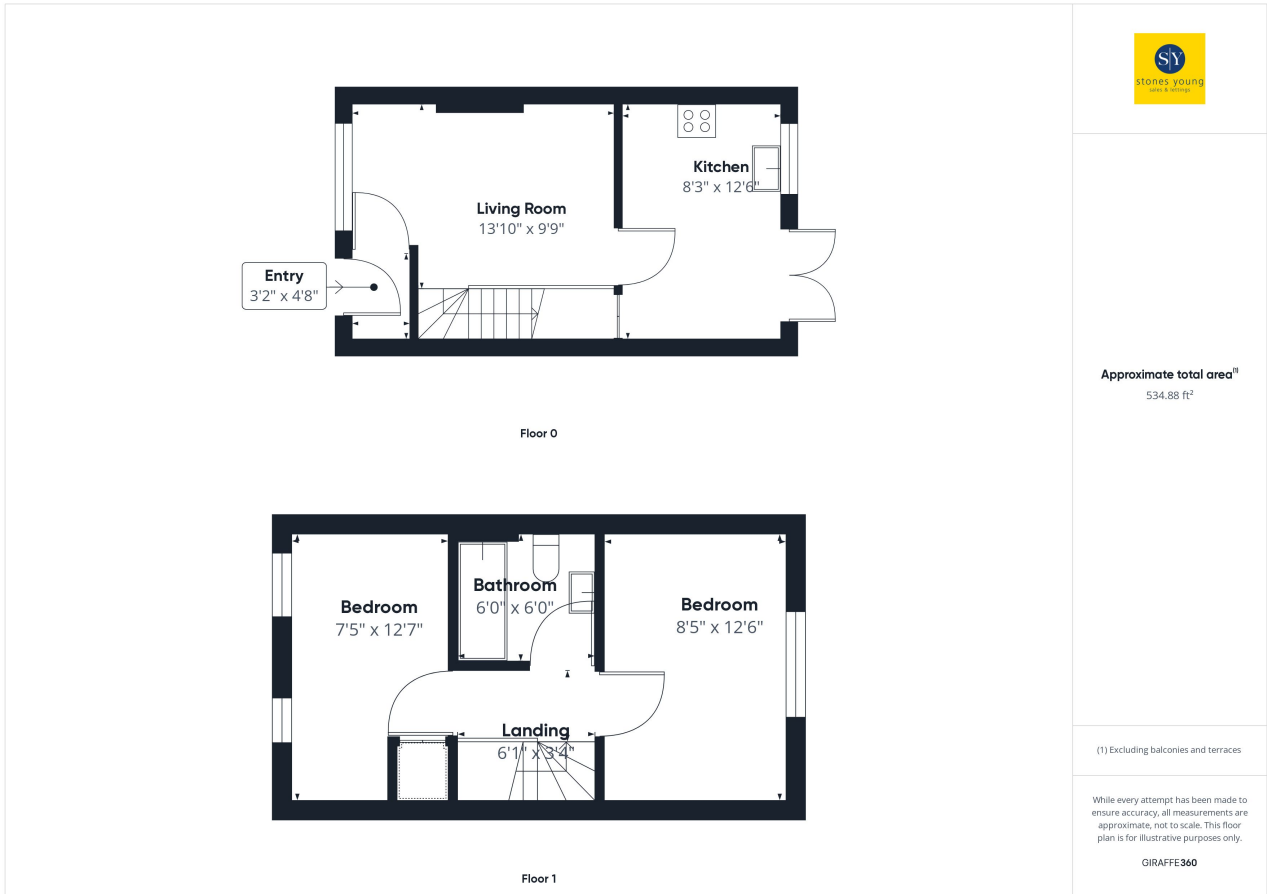 S|Y
stones young
sales & lettings
Living Room
13'10" x 9'9"
Kitchen
8'3" x 12'6"
Entry
3'2" x 4'8"
Floor 0
Approximate total area(1)
534.88 ft²
Bedroom
7'5" x 12'7"
Bathroom
6'0" x 6'0"
Bedroom
8'5" x 12'6"
Landing
6'1" x 3'4"
Floor 1
(1) Excluding balconies and terraces
While every attempt has been made to
ensure accuracy, all measurements are
approximate, not to scale. This floor
plan is for illustrative purposes only.
GIRAFFE360